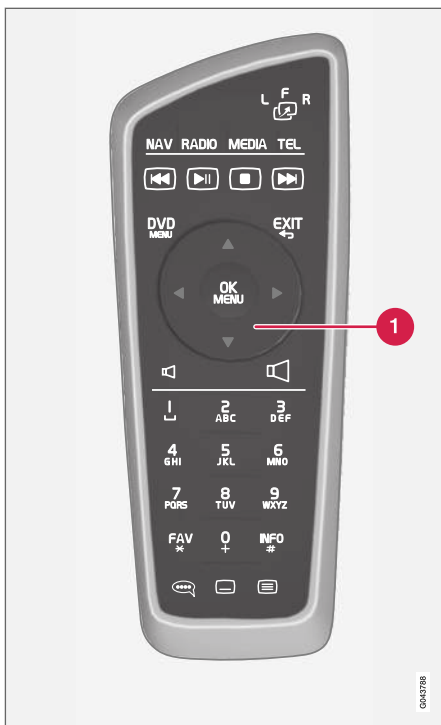 L F R
NAV RADIO MEDIA TEL
DVD
MENU
EXIT
OK
MENU
1
1 2 3
ABC DEF
4 5 6
GHI JKL MNO
7 8 9
PQRS TUV WXYZ
FAV 0 INFO
* + #
G043788